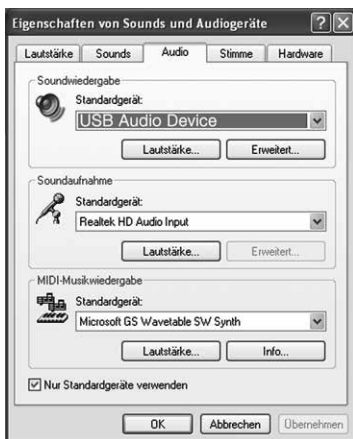 Eigenschaften von Sounds und Audiogeräte
Lautstärke Sounds Audio Stimme Hardware
Soundwiedergabe
Standardgerät:
USB Audio Device
Lautstärke... Erweitert...
Soundaufnahme
Standardgerät:
Realtek HD Audio Input
Lautstärke... Erweitert...
MIDI-Musikwiedergabe
Standardgerät:
Microsoft GS Wavetable SW Synth
Lautstärke... Info...
Nur Standardgeräte verwenden
OK Abbrechen Übernehmen